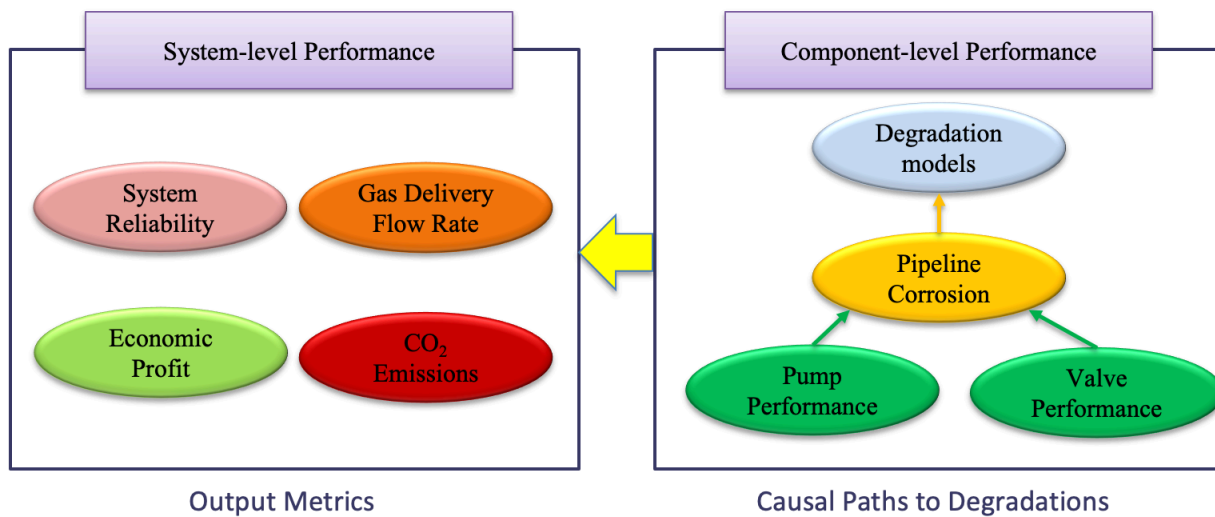 System-level Performance
System
Reliability
Gas Delivery
Flow Rate
Economic
Profit
CO₂
Emissions
Output Metrics
Component-level Performance
Degradation
models
Pipeline
Corrosion
Pump
Performance
Valve
Performance
Causal Paths to Degradations